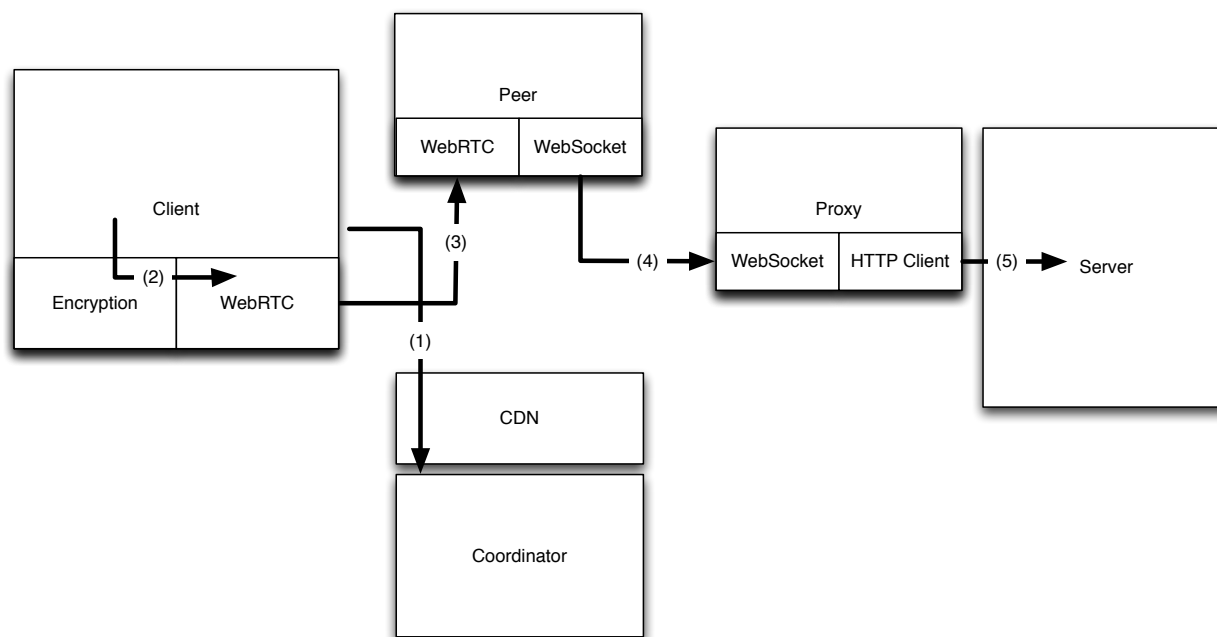 Peer
WebRTC
WebSocket
Client
(3)
Proxy
(2)
(4)
WebSocket
HTTP Client
(5)
Server
Encryption
WebRTC
(1)
CDN
Coordinator